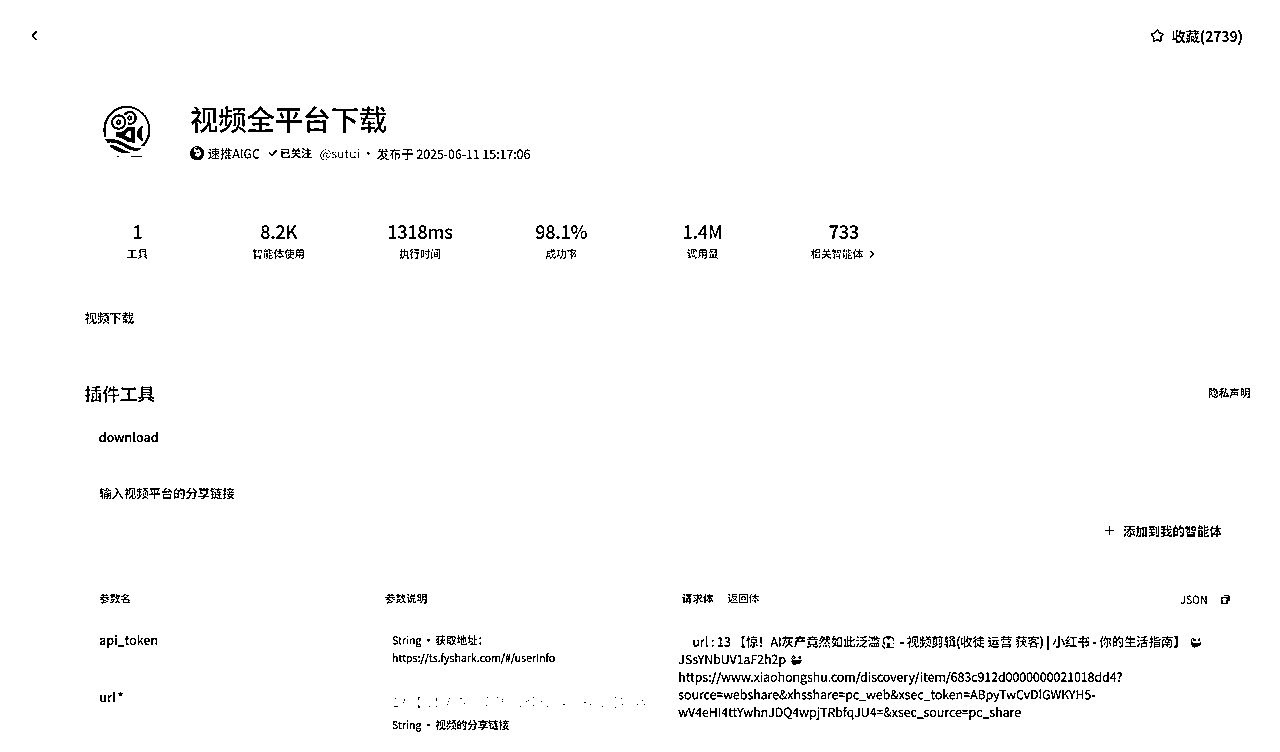 收藏(2739)
视频全平台下载
速推AIGC 已关注 @sutui · 发布于 2025-06-11 15:17:06
1 8.2K 1318ms 98.1% 1.4M 733
工具 智能体使用 执行时间 成功率 调用量 相关智能体
视频下载
插件工具 隐私声明
download
输入视频平台的分享链接
+ 添加到我的智能体
参数名 参数说明 请求体 返回体 JSON
api_token String · 获取地址：
https://ts.fyshark.com/#/userInfo
url* String · 视频的分享链接
url : 13 【惊！AI灰产竟然如此泛滥😱 - 视频剪辑(收徒 运营 获客) | 小红书 - 你的生活指南】
JSsYNbUV1aF2h2p
https://www.xiaohongshu.com/discovery/item/683c912d0000000021018dd4?
source=webshare&xhsshare=pc_web&xsec_token=ABpyTwCvDlGWKYH5-
wV4eHI4ttYwhnJDQ4wpjTRbfqJU4=&xsec_source=pc_share